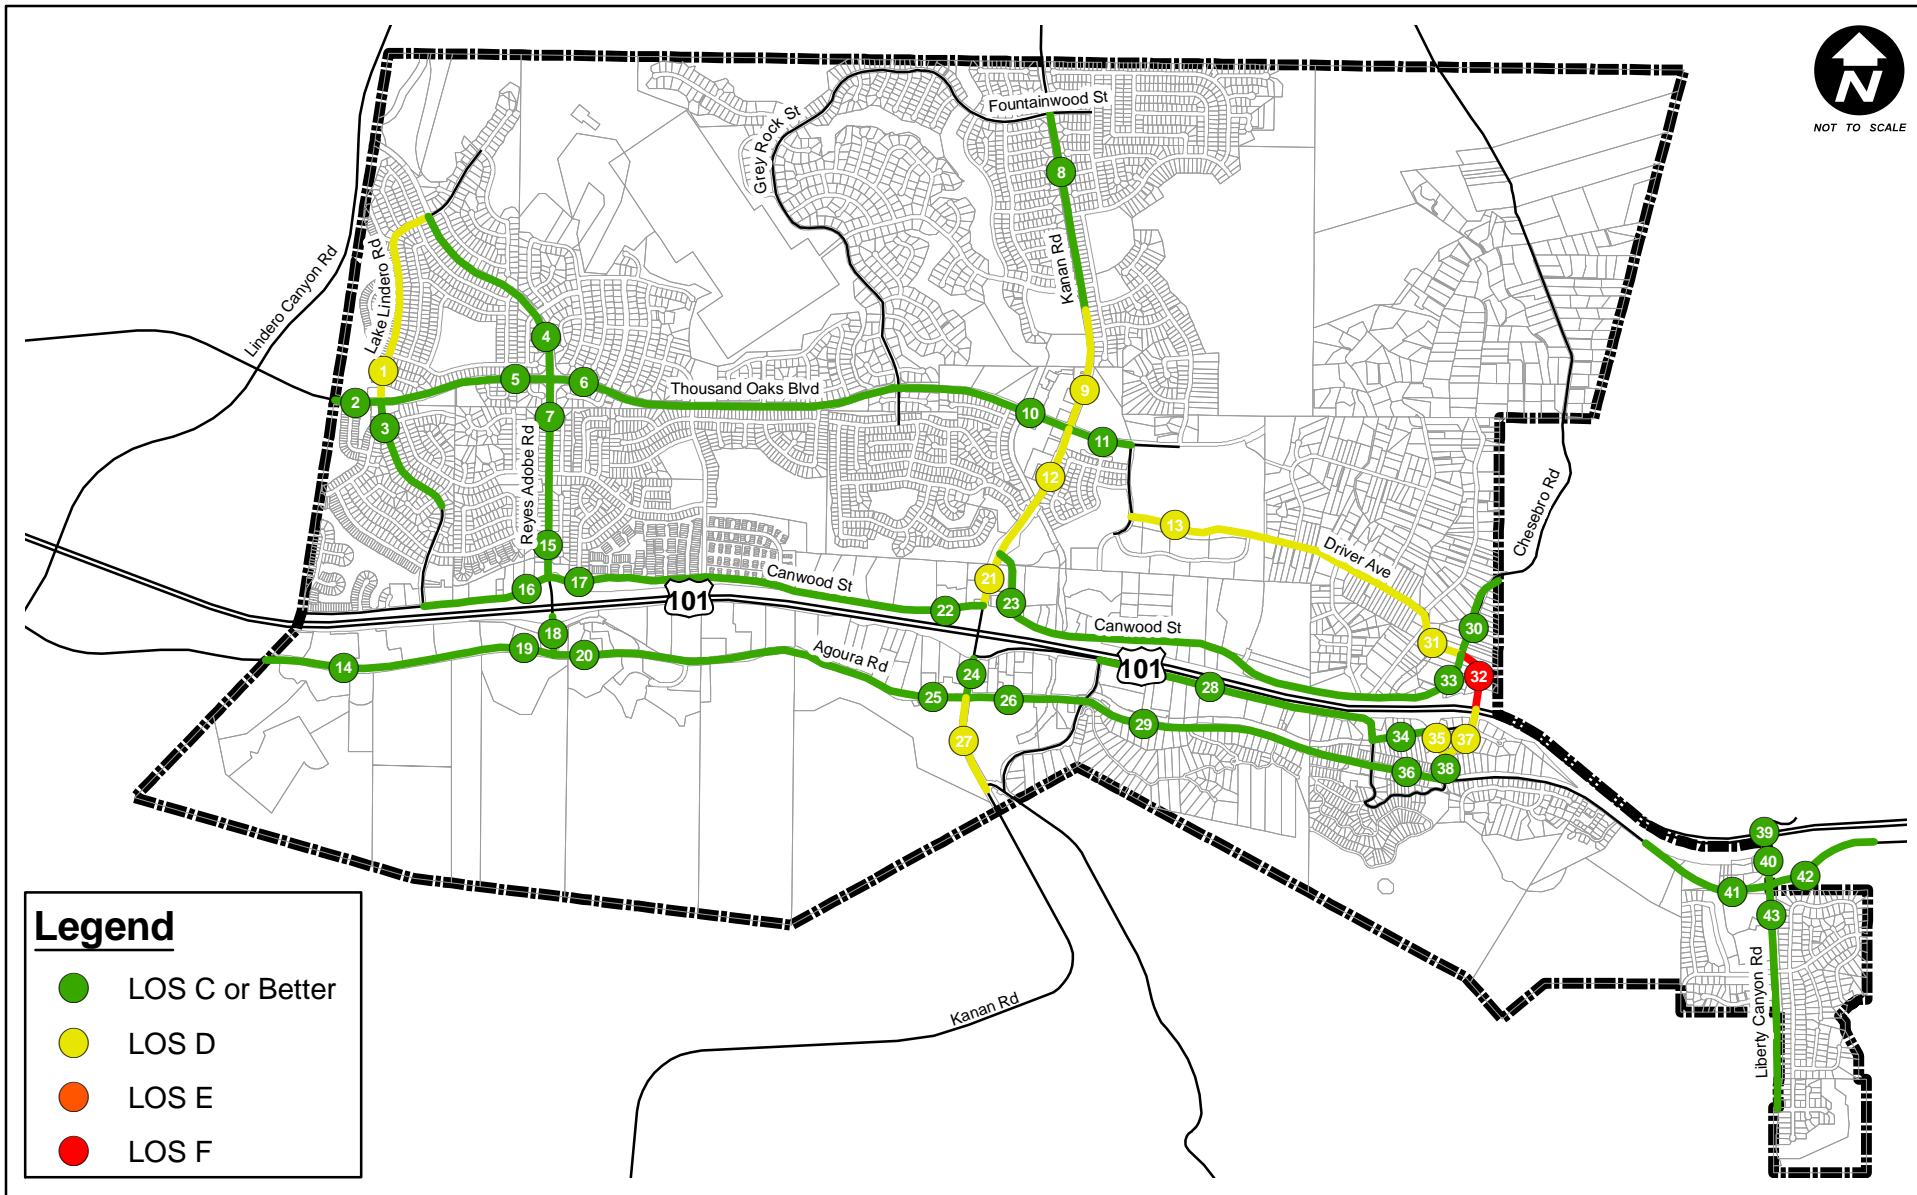 N
NOT TO SCALE
Fountainwood St
Grey Rock St
8
Kanan Rd
Lindero Canyon Rd
Lake Lindero Rd
4
1
5
6
Thousand Oaks Blvd
9
2
3
7
10
11
Reyes Adobe Rd
12
13
Driver Ave
Chesebro Rd
15
16
17
Canwood St
101
21
22
23
Canwood St
30
31
18
19
20
14
Agoura Rd
101
24
25
26
28
33
32
29
27
34
35
37
36
38
39
40
41
42
43
Liberty Canyon Rd
Kanan Rd
Legend
LOS C or Better
LOS D
LOS E
LOS F